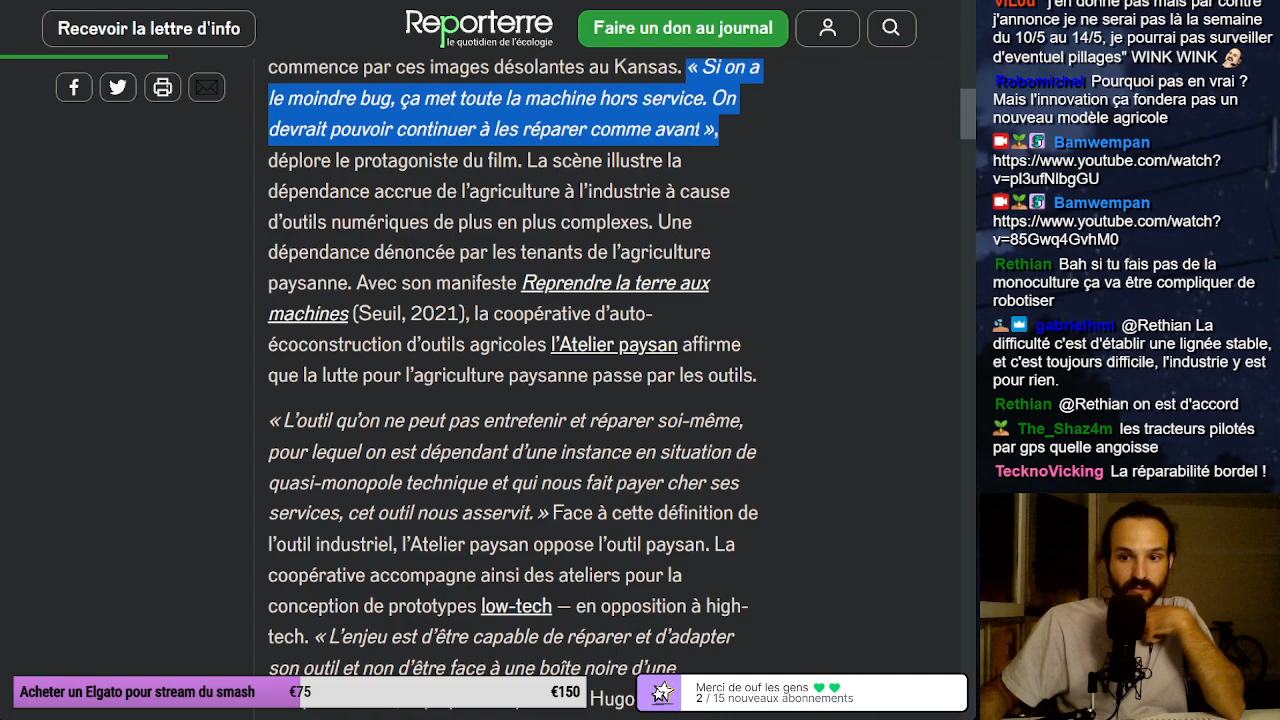 Recevoir la lettre d'info
Reporterre
le quotidien de l'écologie
Faire un don au journal
commence par ces images désolantes au Kansas. « Si on a
le moindre bug, ça met toute la machine hors service. On
devrait pouvoir continuer à les réparer comme avant »,
déplore le protagoniste du film. La scène illustre la
dépendance accrue de l'agriculture à l'industrie à cause
d'outils numériques de plus en plus complexes. Une
dépendance dénoncée par les tenants de l'agriculture
paysanne. Avec son manifeste Reprendre la terre aux
machines (Seuil, 2021), la coopérative d'auto-
écoconstruction d'outils agricoles l'Atelier paysan affirme
que la lutte pour l'agriculture paysanne passe par les outils.
« L'outil qu'on ne peut pas entretenir et réparer soi-même,
pour lequel on est dépendant d'une instance en situation de
quasi-monopole technique et qui nous fait payer cher ses
services, cet outil nous asservit. » Face à cette définition de
l'outil industriel, l'Atelier paysan oppose l'outil paysan. La
coopérative accompagne ainsi des ateliers pour la
conception de prototypes low-tech – en opposition à high-
tech. « L'enjeu est d'être capable de réparer et d'adapter
son outil et non d'être face à une boîte noire d'une
Hugo
Acheter un Elgato pour stream du smash €75 €150
Merci de ouf les gens
2 / 15 nouveaux abonnements
"j'en donne pas mais par contre
j'annonce je ne serai pas là la semaine
du 10/5 au 14/5, je pourrai pas surveiller
d'eventuel pillages" WINK WINK
Robomichel Pourquoi pas en vrai ?
Mais l'innovation ça fondera pas un
nouveau modèle agricole
Bamwempan
https://www.youtube.com/watch?
v=pI3ufNlbgGU
Bamwempan
https://www.youtube.com/watch?
v=85Gwq4GvhM0
Rethian Bah si tu fais pas de la
monoculture ça va être compliquer de
robotiser
gabrielhmi @Rethian La
difficulté c'est d'établir une lignée stable,
et c'est toujours difficile, l'industrie y est
pour rien.
Rethian @Rethian on est d'accord
The_Shaz4m les tracteurs pilotés
par gps quelle angoisse
TecknoVicking La réparabilité bordel !